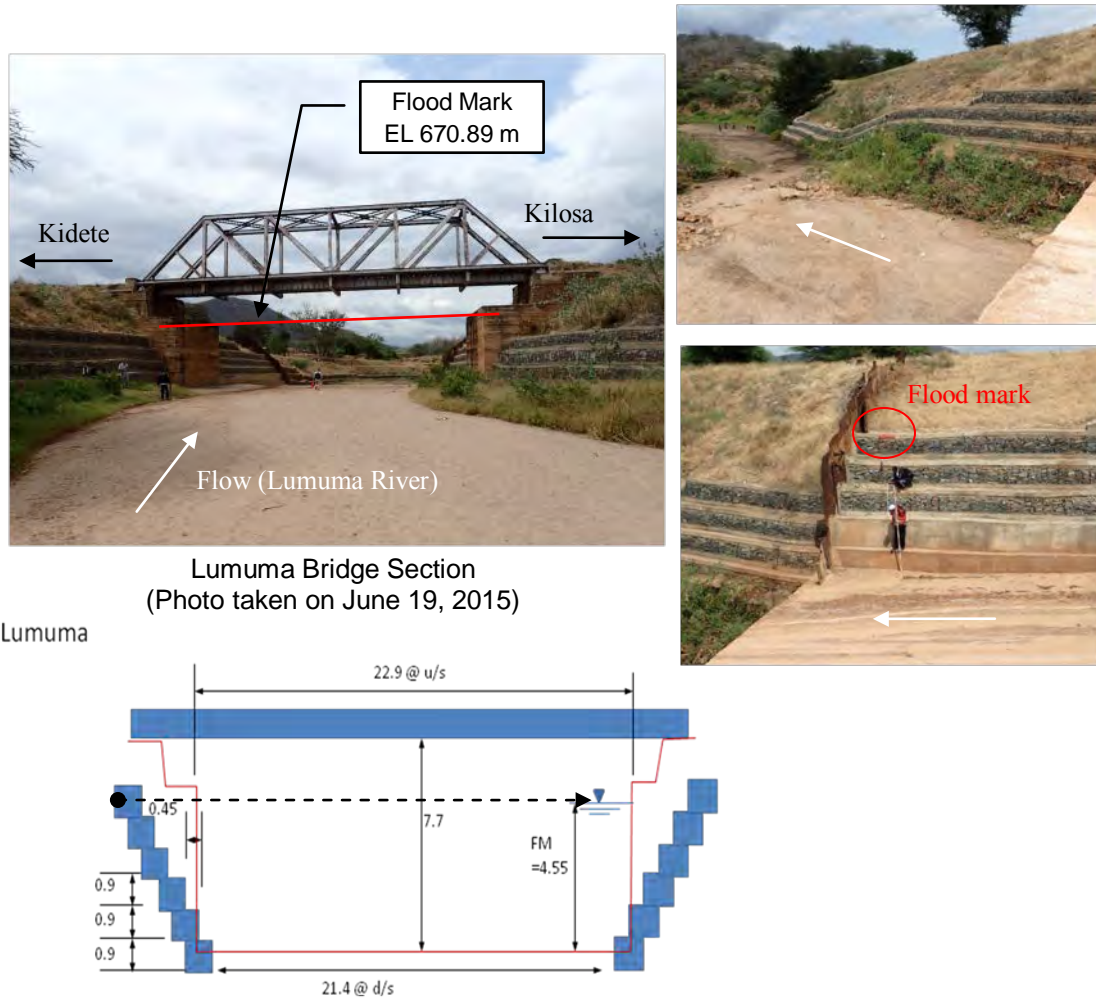 Flood Mark
EL 670.89 m
Kidete
Kilosa
Flow (Lumuma River)
Flood mark
Lumuma Bridge Section
(Photo taken on June 19, 2015)
Lumuma
22.9 @ u/s
0.45
7.7
FM
=4.55
0.9
0.9
0.9
21.4 @ d/s